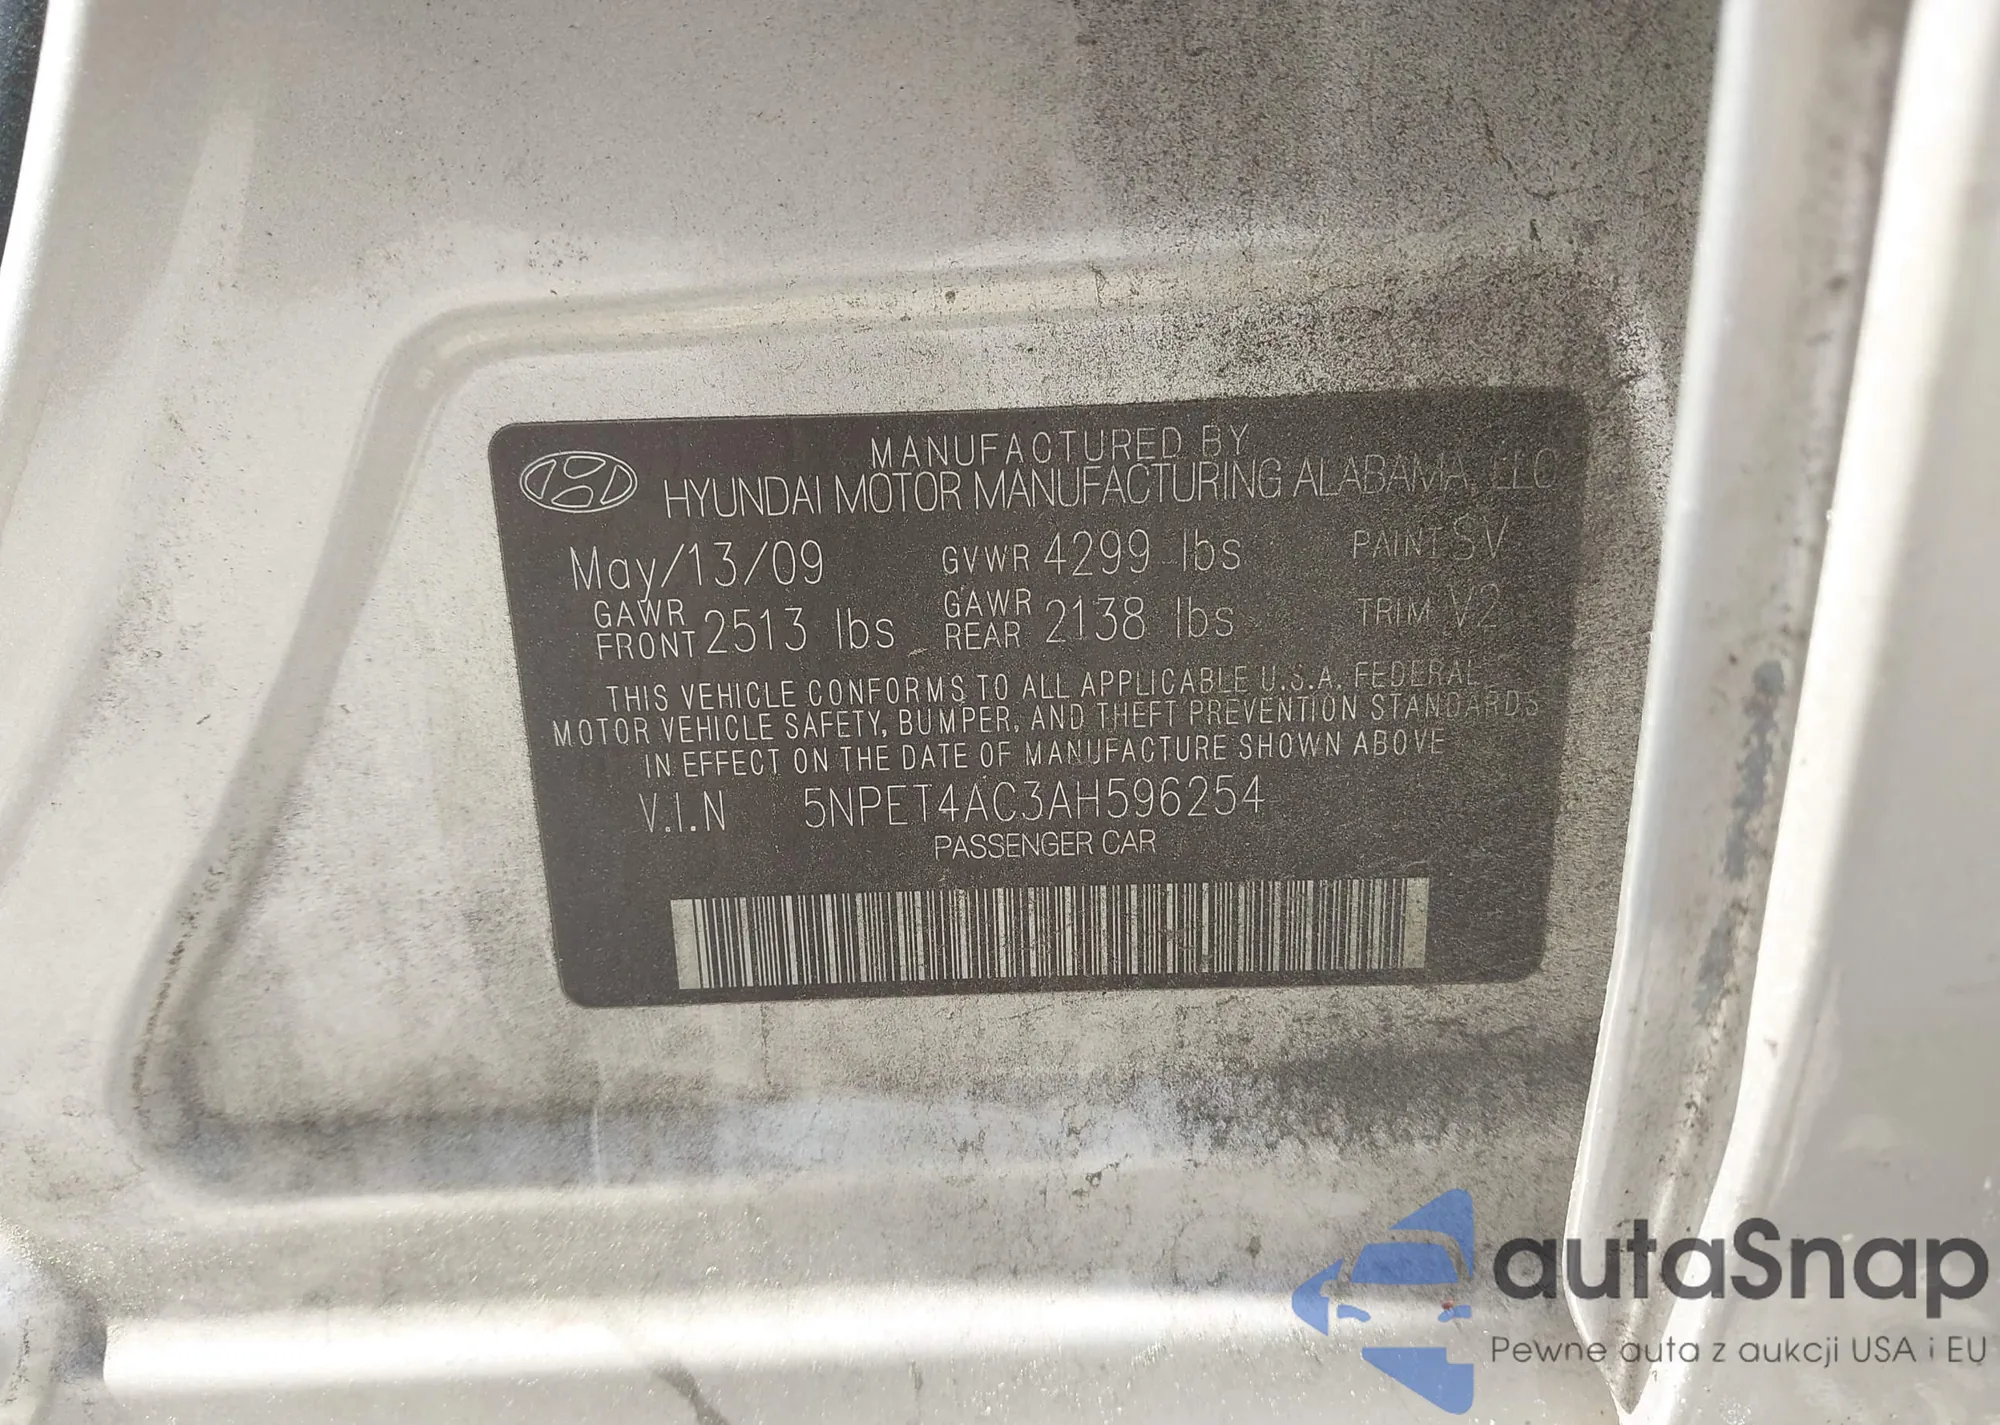 MANUFACTURED BY
HYUNDAI MOTOR MANUFACTURING ALABAMA, LLC
May/13/09 GVWR 4299 lbs PAINT SV
GAWR FRONT 2513 lbs GAWR REAR 2138 lbs TRIM V2
THIS VEHICLE CONFORMS TO ALL APPLICABLE U.S.A. FEDERAL
MOTOR VEHICLE SAFETY, BUMPER, AND THEFT PREVENTION STANDARDS
IN EFFECT ON THE DATE OF MANUFACTURE SHOWN ABOVE
V.I.N 5NPET4AC3AH596254
PASSENGER CAR
autaSnap
Pewne auta z aukcji USA i EU